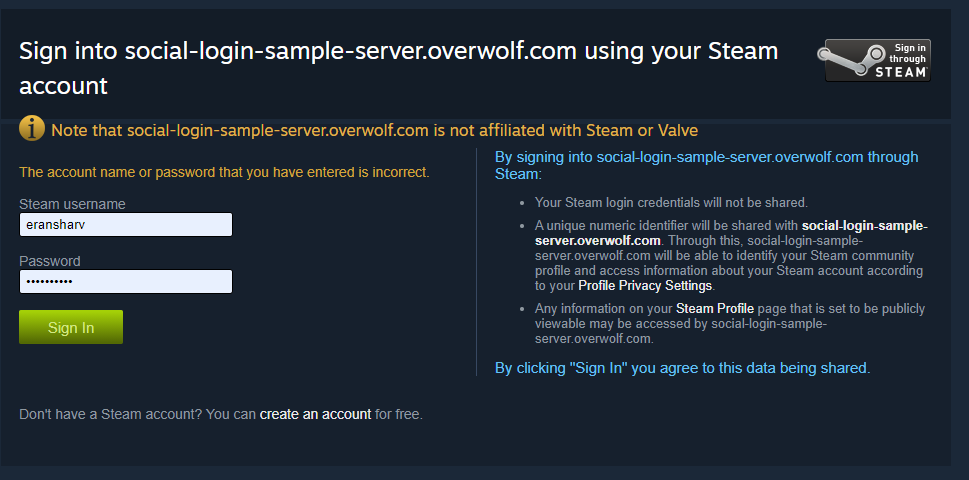 Sign into social-login-sample-server.overwolf.com using your Steam
account
Sign in
through
STEAM
Note that social-login-sample-server.overwolf.com is not affiliated with Steam or Valve
The account name or password that you have entered is incorrect.
Steam username
eransharv
Password
••••••••••
Sign In
By signing into social-login-sample-server.overwolf.com through
Steam:
• Your Steam login credentials will not be shared.
• A unique numeric identifier will be shared with social-login-sample-
server.overwolf.com. Through this, social-login-sample-
server.overwolf.com will be able to identify your Steam community
profile and access information about your Steam account according
to your Profile Privacy Settings.
• Any information on your Steam Profile page that is set to be publicly
viewable may be accessed by social-login-sample-
server.overwolf.com.
By clicking "Sign In" you agree to this data being shared.
Don't have a Steam account? You can create an account for free.